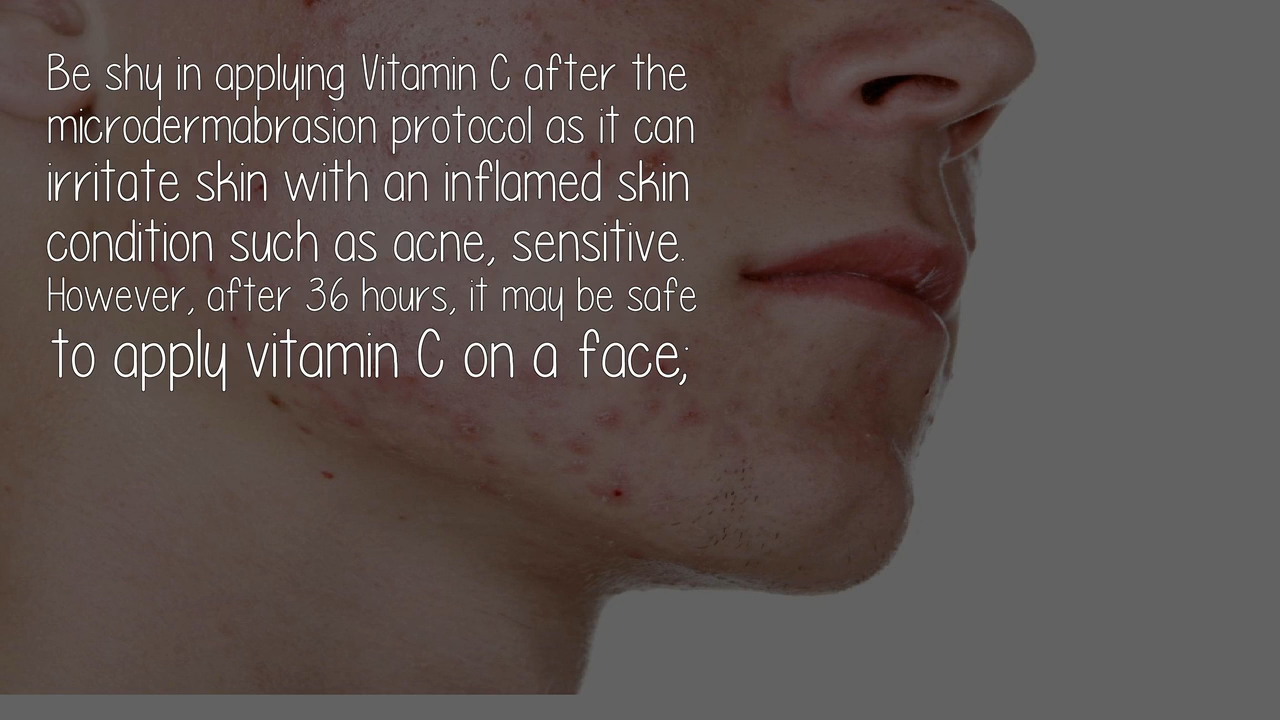 Be shy in applying Vitamin C after the
microdermabrasion protocol as it can
irritate skin with an inflamed skin
condition such as acne, sensitive.
However, after 36 hours, it may be safe
to apply vitamin C on a face;